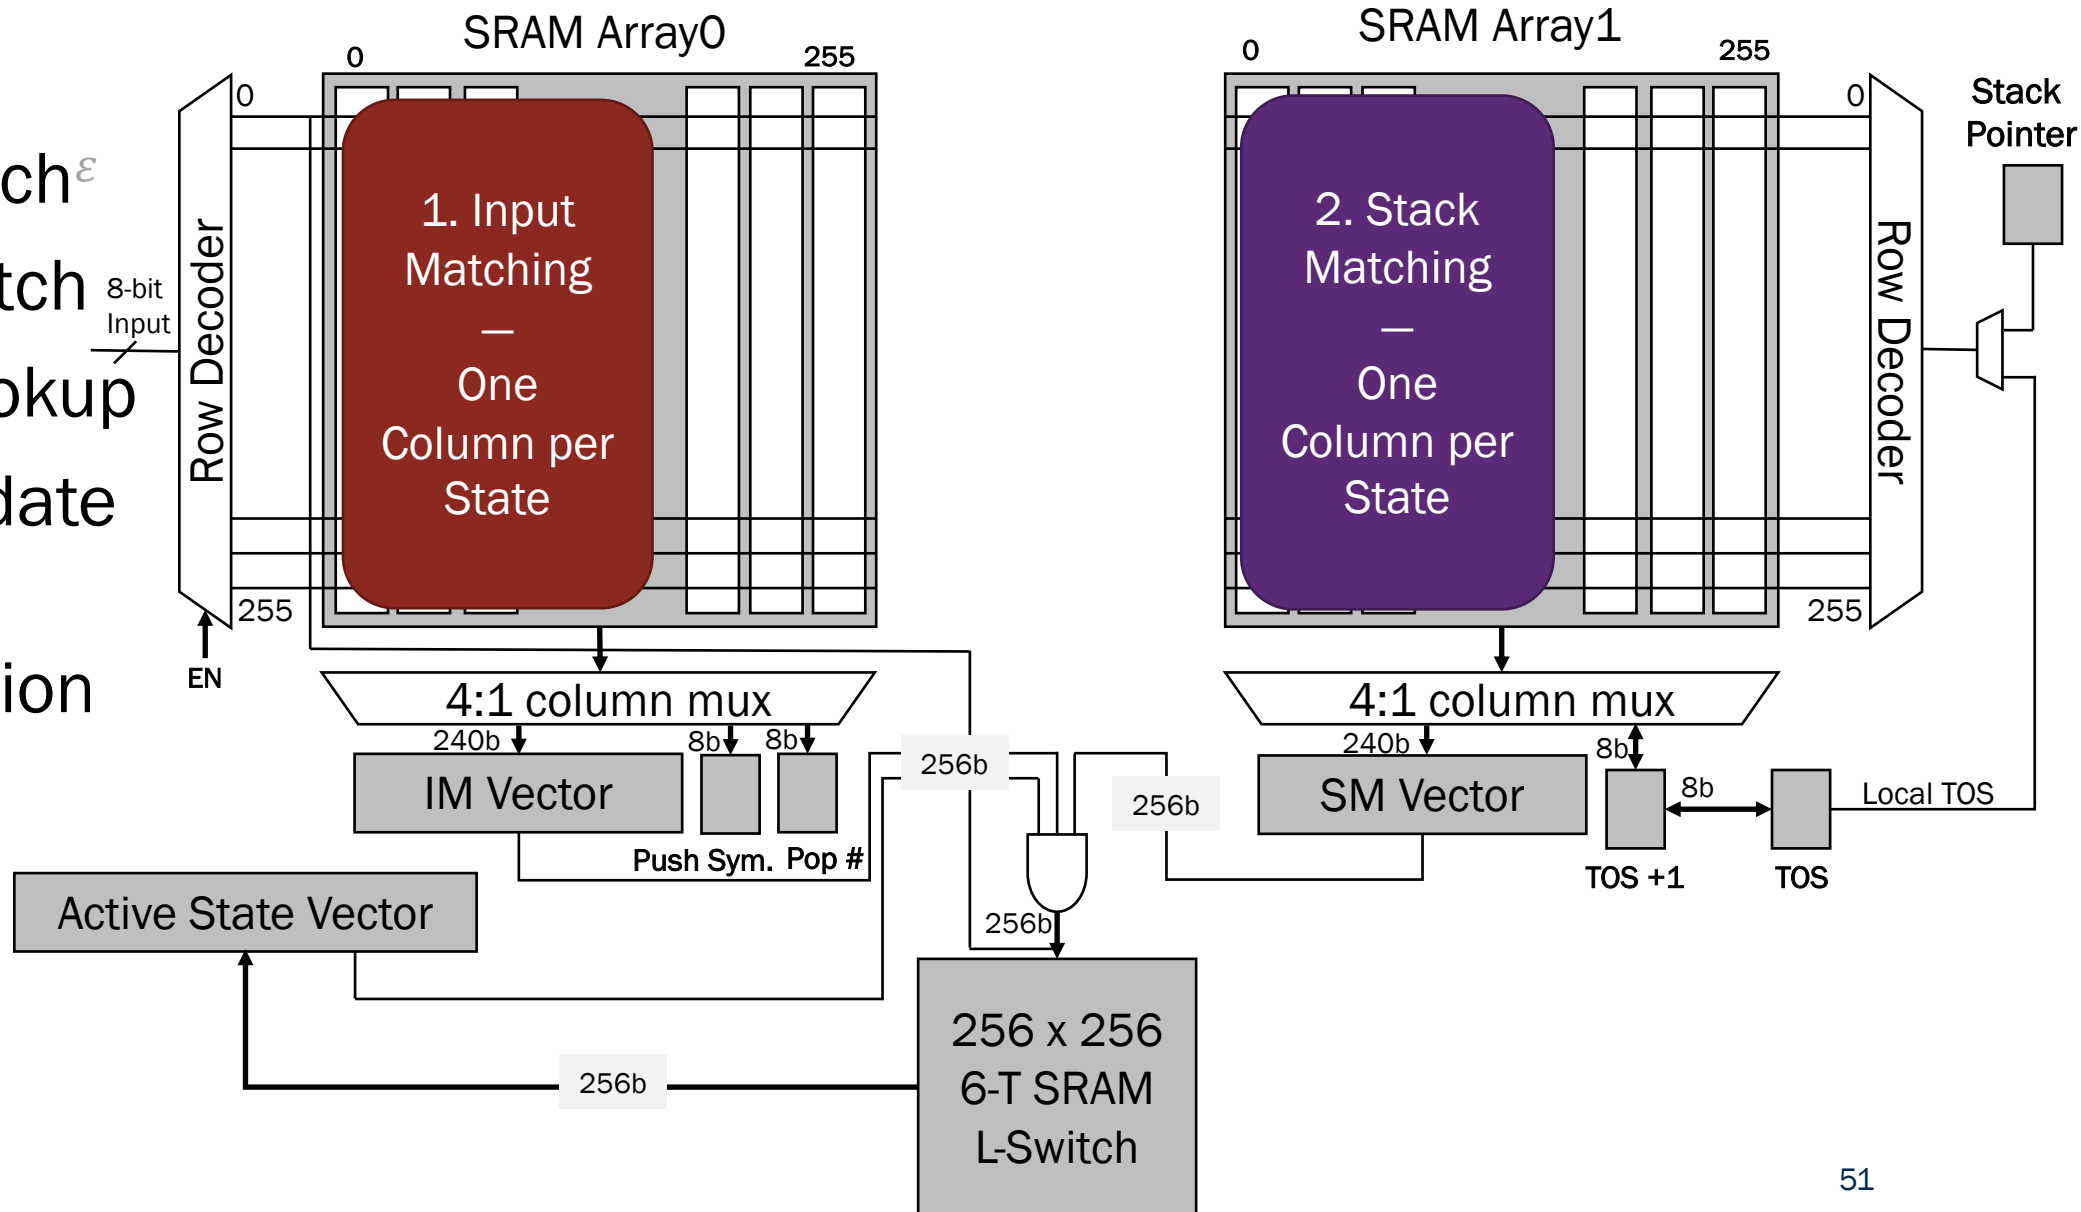 SRAM Array0
SRAM Array1
0
255
0
255
Stack
Pointer
0
0
chε
tch
okup
date
ion
8-bit
Input
Row Decoder
1. Input
Matching
—
One
Column per
State
2. Stack
Matching
—
One
Column per
State
Row Decoder
255
255
EN
4:1 column mux
4:1 column mux
240b
8b
8b
256b
240b
8b
IM Vector
256b
SM Vector
8b
Local TOS
Push Sym.
Pop #
TOS +1
TOS
Active State Vector
256b
256 x 256
6-T SRAM
L-Switch
256b
51